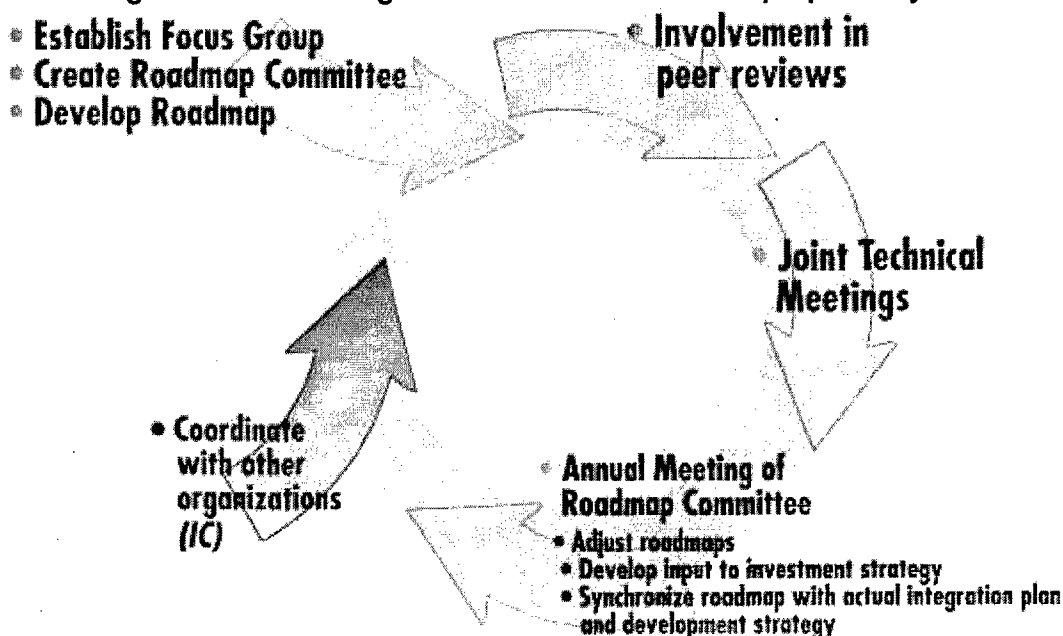 • Establish Focus Group
• Create Roadmap Committee
• Develop Roadmap
• Involvement in
peer reviews
• Joint Technical
Meetings
• Annual Meeting of
Roadmap Committee
• Adjust roadmaps
• Develop input to investment strategy
• Synchronize roadmap with actual integration plan
and development strategy
• Coordinate
with other
organizations
(IC)